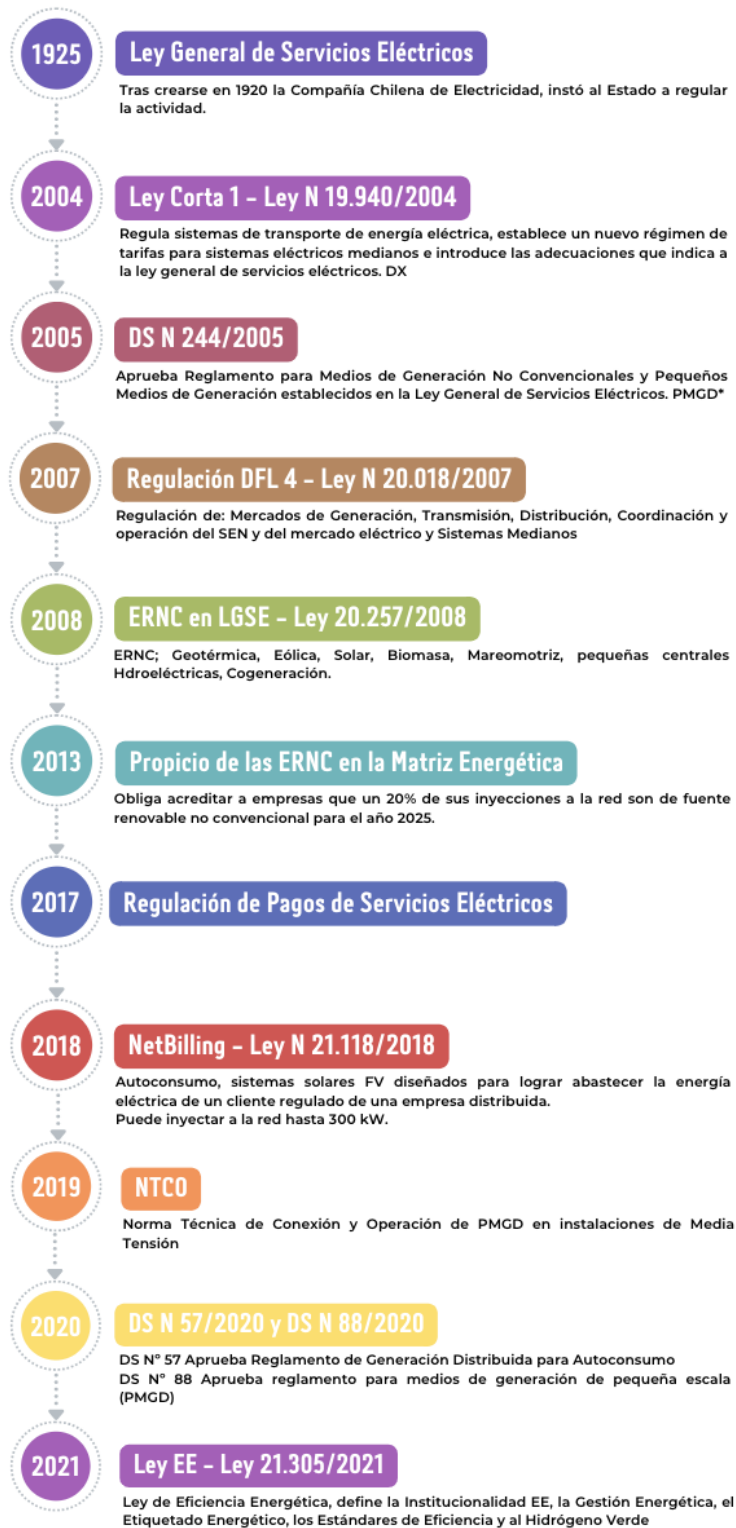 1925
Ley General de Servicios Eléctricos
Tras crearse en 1920 la Compañía Chilena de Electricidad, instó al Estado a regular
la actividad.
2004
Ley Corta 1 - Ley N 19.940/2004
Regula sistemas de transporte de energía eléctrica, establece un nuevo régimen de
tarifas para sistemas eléctricos medianos e introduce las adecuaciones que indica a
la ley general de servicios eléctricos. DX
2005
DS N 244/2005
Aprueba Reglamento para Medios de Generación No Convencionales y Pequeños
Medios de Generación establecidos en la Ley General de Servicios Eléctricos. PMGD*
2007
Regulación DFL 4 - Ley N 20.018/2007
Regulación de: Mercados de Generación, Transmisión, Distribución, Coordinación y
operación del SEN y del mercado eléctrico y Sistemas Medianos
2008
ERNC en LGSE - Ley 20.257/2008
ERNC; Geotérmica, Eólica, Solar, Biomasa, Mareomotriz, pequeñas centrales
Hdroeléctricas, Cogeneración.
2013
Propicio de las ERNC en la Matriz Energética
Obliga acreditar a empresas que un 20% de sus inyecciones a la red son de fuente
renovable no convencional para el año 2025.
2017
Regulación de Pagos de Servicios Eléctricos
2018
NetBilling - Ley N 21.118/2018
Autoconsumo, sistemas solares FV diseñados para lograr abastecer la energía
eléctrica de un cliente regulado de una empresa distribuida.
Puede inyectar a la red hasta 300 kW.
2019
NTCO
Norma Técnica de Conexión y Operación de PMGD en instalaciones de Media
Tensión
2020
DS N 57/2020 y DS N 88/2020
DS Nº 57 Aprueba Reglamento de Generación Distribuida para Autoconsumo
DS Nº 88 Aprueba reglamento para medios de generación de pequeña escala
(PMGD)
2021
Ley EE - Ley 21.305/2021
Ley de Eficiencia Energética, define la Institucionalidad EE, la Gestión Energética, el
Etiquetado Energético, los Estándares de Eficiencia y al Hidrógeno Verde